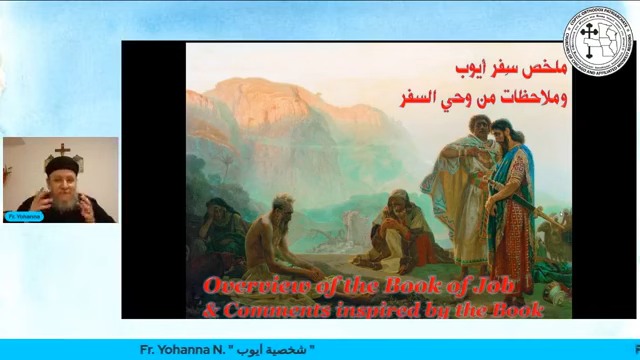 ملخص سفر أيوب
وملاحظات من وحي السفر
Overview of the Book of Job
& Comments inspired by the Book
Fr. Yohanna
Fr. Yohanna N. " شخصية أيوب "